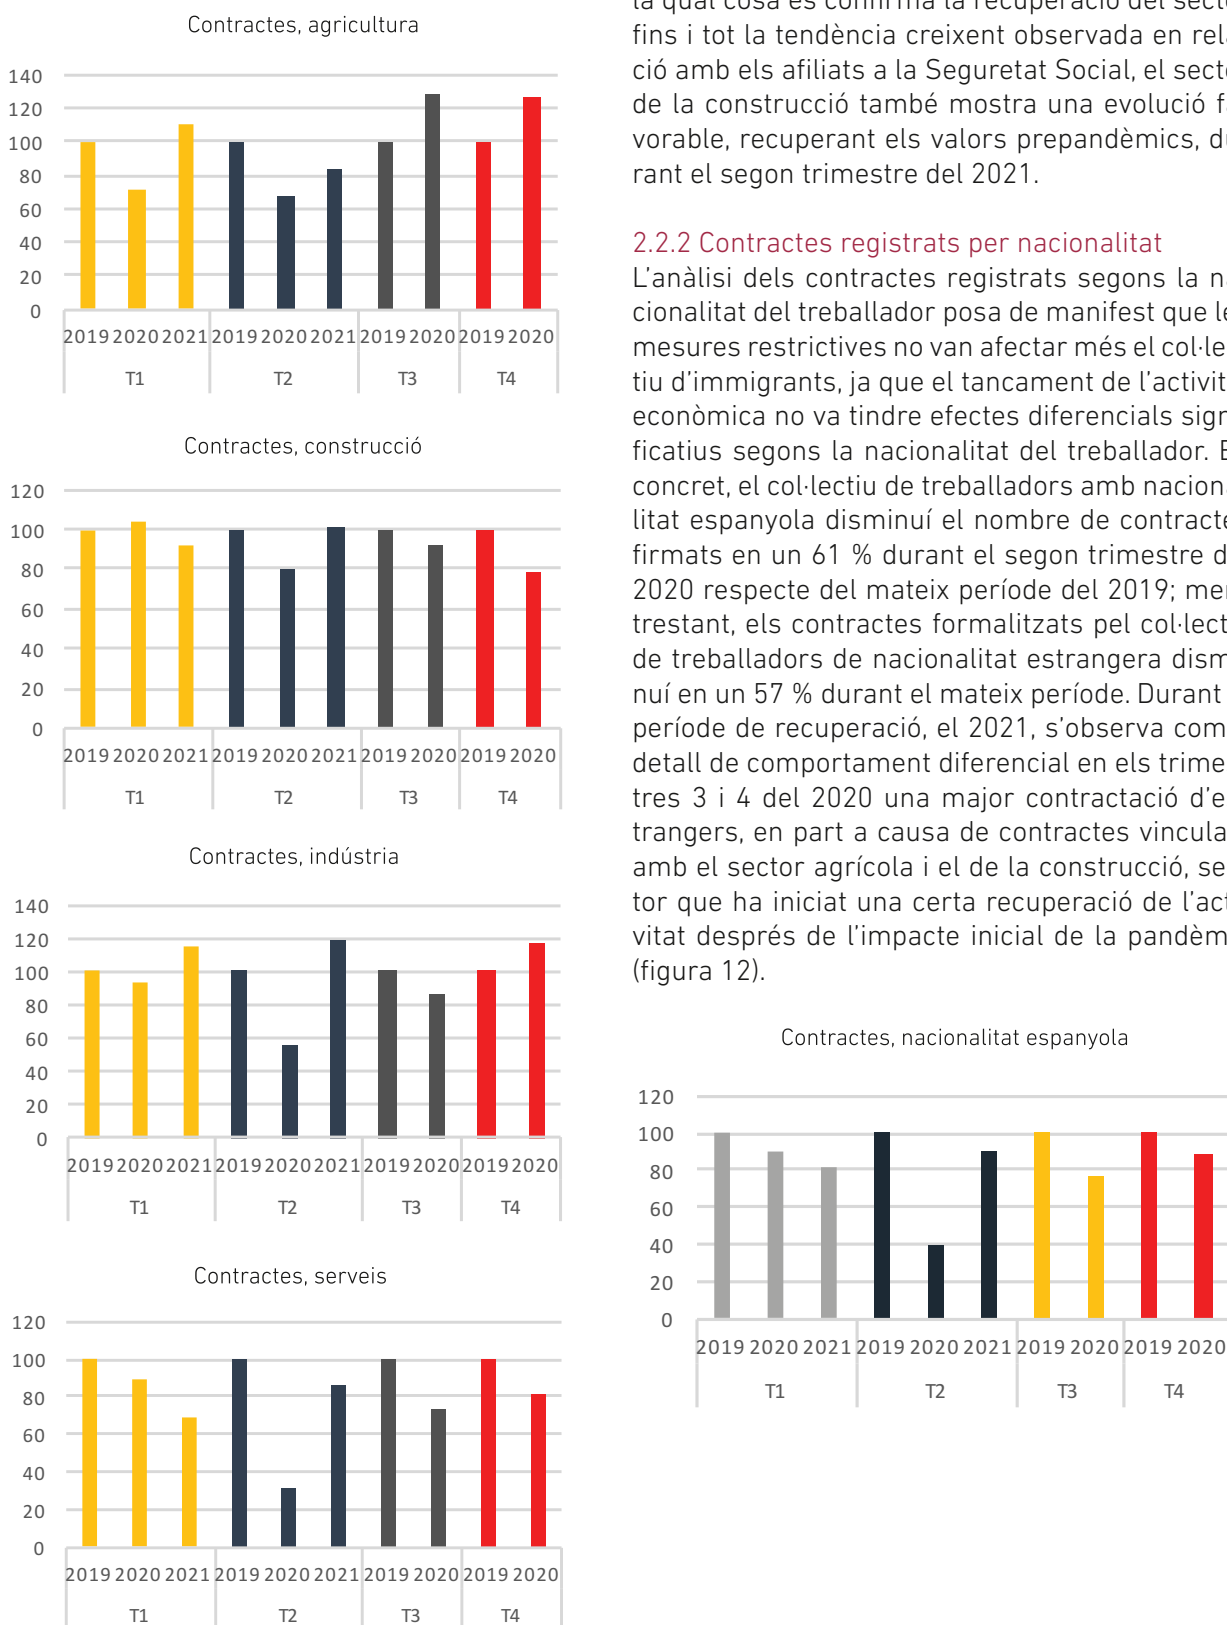 Contractes, agricultura
140
120
100
80
60
40
20
0
2019 2020 2021 2019 2020 2021 2019 2020 2019 2020
T1 T2 T3 T4
Contractes, construcció
120
100
80
60
40
20
0
2019 2020 2021 2019 2020 2021 2019 2020 2019 2020
T1 T2 T3 T4
Contractes, indústria
140
120
100
80
60
40
20
0
2019 2020 2021 2019 2020 2021 2019 2020 2019 2020
T1 T2 T3 T4
Contractes, serveis
120
100
80
60
40
20
0
2019 2020 2021 2019 2020 2021 2019 2020 2019 2020
T1 T2 T3 T4
la qual cosa es confirma la recuperació del secto
fins i tot la tendència creixent observada en rela
ció amb els afiliats a la Seguretat Social, el secto
de la construcció també mostra una evolució fa
vorable, recuperant els valors prepandèmics, du
rant el segon trimestre del 2021.
2.2.2 Contractes registrats per nacionalitat
L’anàlisi dels contractes registrats segons la na
cionalitat del treballador posa de manifest que le
mesures restrictives no van afectar més el col·lec
tiu d’immigrants, ja que el tancament de l’activit
econòmica no va tindre efectes diferencials sign
ficatius segons la nacionalitat del treballador. E
concret, el col·lectiu de treballadors amb naciona
litat espanyola disminuí el nombre de contracte
firmats en un 61 % durant el segon trimestre d
2020 respecte del mateix període del 2019; men
trestant, els contractes formalitzats pel col·lect
de treballadors de nacionalitat estrangera dism
nuí en un 57 % durant el mateix període. Durant
període de recuperació, el 2021, s’observa com
detall de comportament diferencial en els trimes
tres 3 i 4 del 2020 una major contractació d’es
trangers, en part a causa de contractes vincula
amb el sector agrícola i el de la construcció, sec
tor que ha iniciat una certa recuperació de l’act
vitat després de l’impacte inicial de la pandèm
(figura 12).
Contractes, nacionalitat espanyola
120
100
80
60
40
20
0
2019 2020 2021 2019 2020 2021 2019 2020 2019 2020
T1 T2 T3 T4